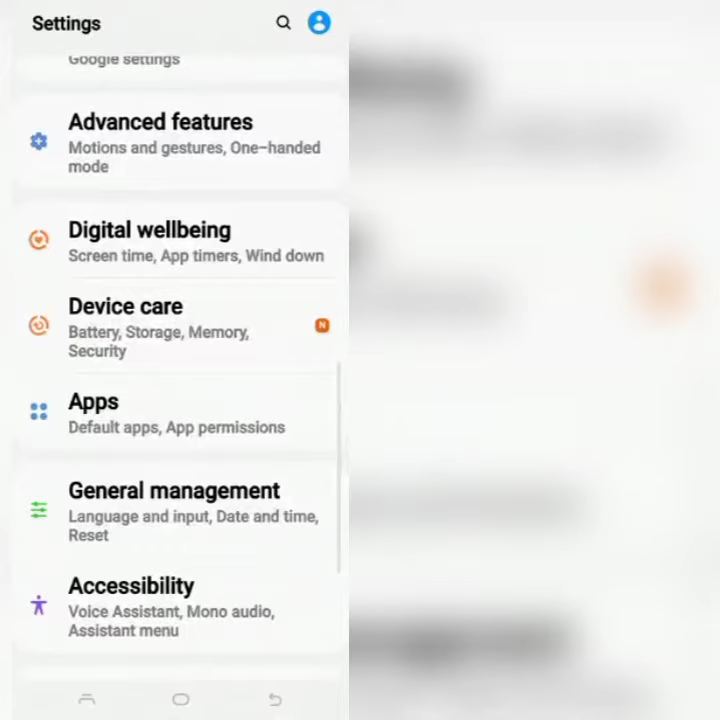 Settings
Google settings
Advanced features
Motions and gestures, One-handed
mode
Digital wellbeing
Screen time, App timers, Wind down
Device care
Battery, Storage, Memory,
Security
N
Apps
Default apps, App permissions
General management
Language and input, Date and time,
Reset
Accessibility
Voice Assistant, Mono audio,
Assistant menu